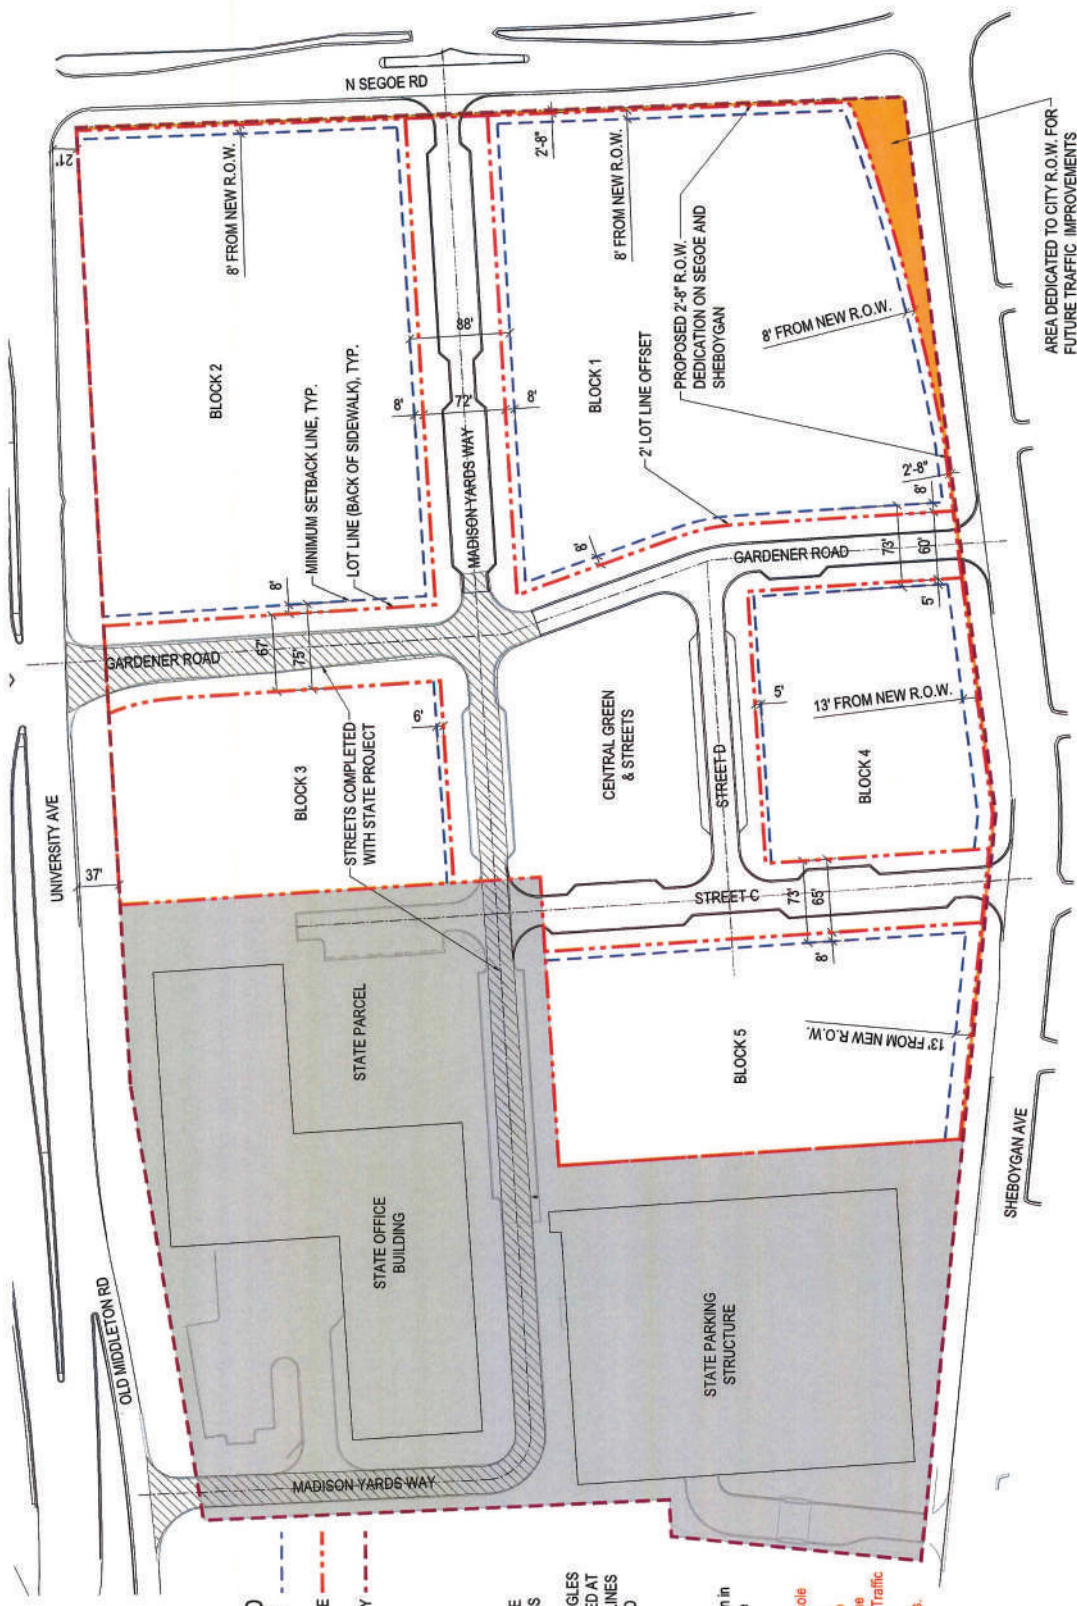 N SEGOE RD
21'
8' FROM NEW R.O.W.
2'-8"
8' FROM NEW R.O.W.
BLOCK 2
88'
PROPOSED 2'-8" R.O.W.
DEDICATION ON SEGOE AND
SHEBOYGAN
8' FROM NEW R.O.W.
AREA DEDICATED TO CITY R.O.W. FOR
FUTURE TRAFFIC IMPROVEMENTS
MINIMUM SETBACK LINE, TYP.
LOT LINE (BACK OF SIDEWALK), TYP.
8'
72'
8'
BLOCK 1
2' LOT LINE OFFSET
MADISON YARDS WAY
2'-8"
8'
8'
67'
75'
8'
GARDENER ROAD
GARDENER ROAD
73'
60'
5'
6'
UNIVERSITY AVE
37'
BLOCK 3
STREETS COMPLETED
WITH STATE PROJECT
CENTRAL GREEN
& STREETS
STREET D
5'
13' FROM NEW R.O.W.
BLOCK 4
STREET C
73'
65'
8'
STATE PARCEL
BLOCK 5
13' FROM NEW R.O.W.
SHEBOYGAN AVE
STATE OFFICE
BUILDING
OLD MIDDLETON RD
STATE PARKING
STRUCTURE
MADISON YARDS WAY
Traffic